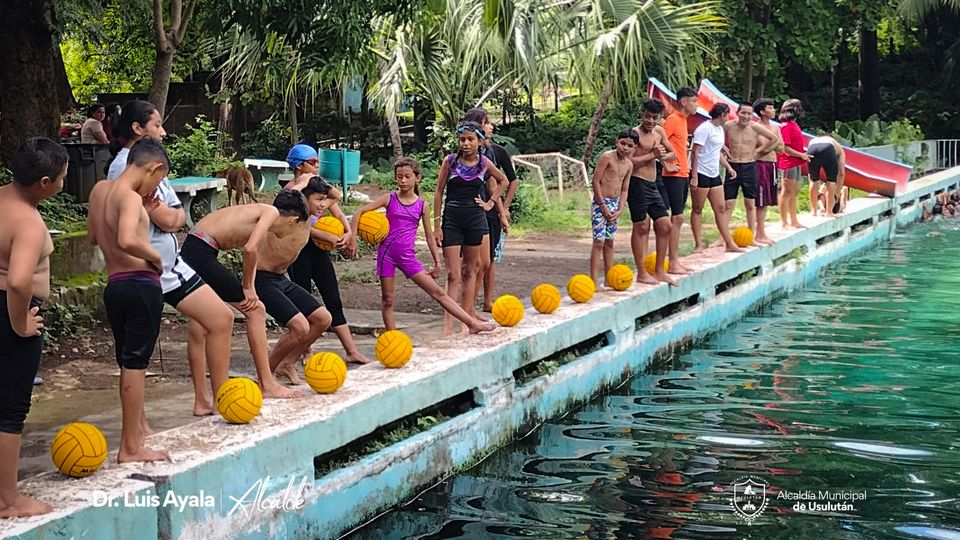 Dr. Luis Ayala | Alcalde
Alcaldía Municipal
de Usulután